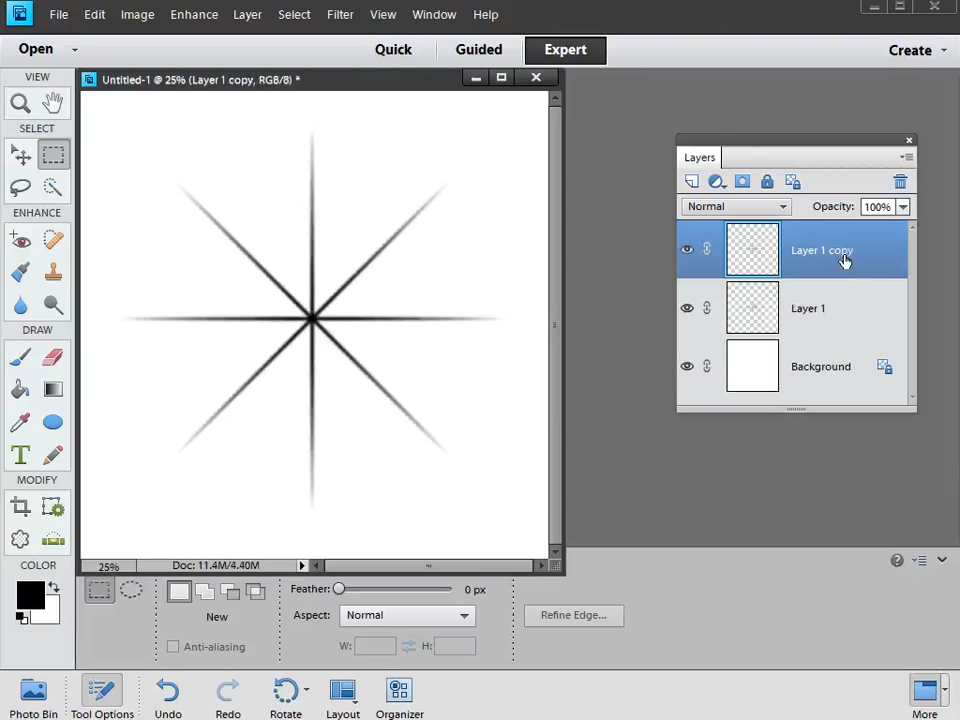 File Edit Image Enhance Layer Select Filter View Window Help
Open Quick Guided Expert Create
VIEW
Untitled-1 @ 25% (Layer 1 copy, RGB/8) *
SELECT
Layers
Normal Opacity: 100%
ENHANCE
Layer 1 copy
Layer 1
DRAW
Background
T
MODIFY
COLOR
25% Doc: 11.4M/4.40M
Feather: 0 px
New Aspect: Normal Refine Edge...
Anti-aliasing W: H:
Photo Bin Tool Options Undo Redo Rotate Layout Organizer More